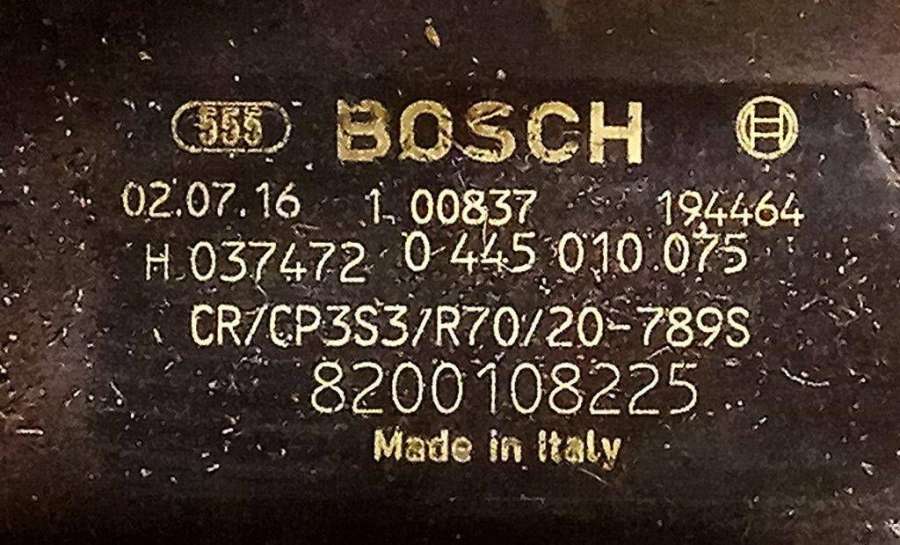 555 BOSCH
02.07.16 1 00837 194464
H 037472 0 445 010 075
CR/CP3S3/R70/20-789S
8200108225
Made in Italy